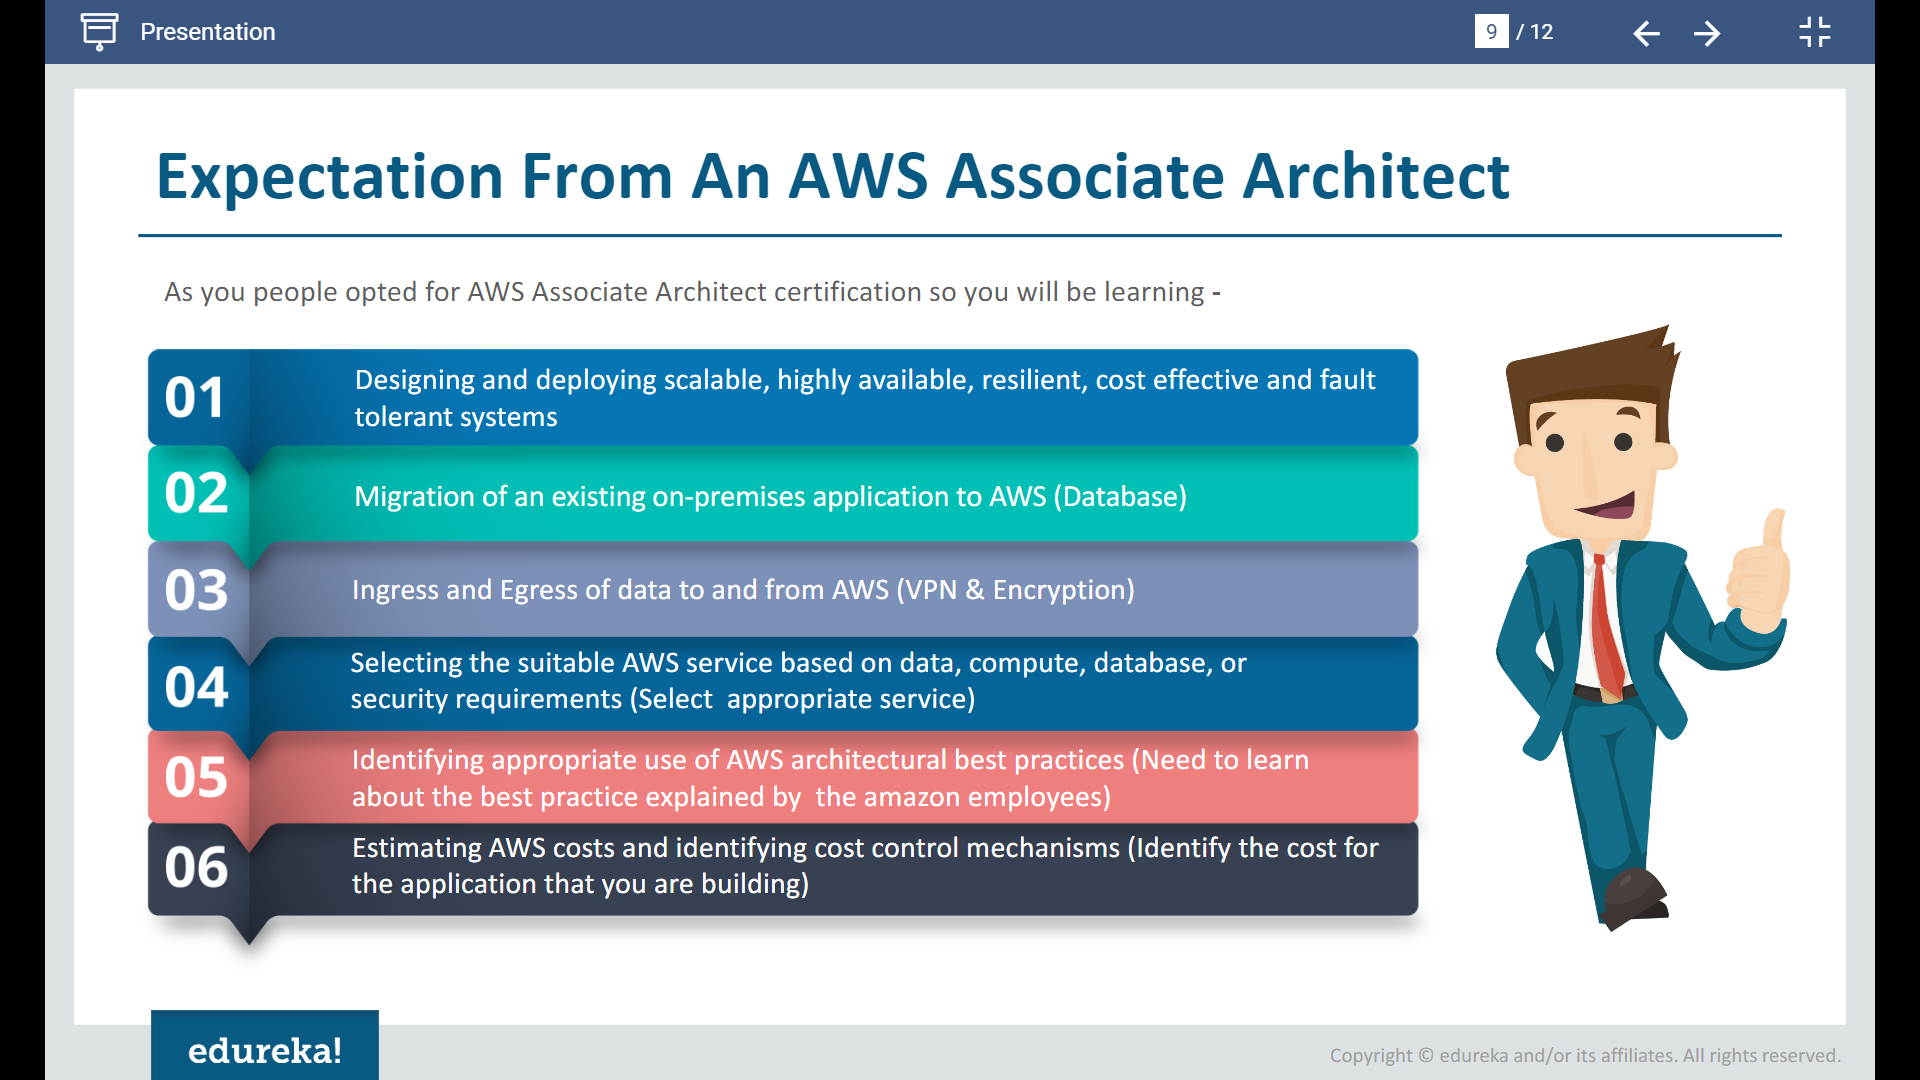 Presentation
9 / 12
Expectation From An AWS Associate Architect
As you people opted for AWS Associate Architect certification so you will be learning -
01
Designing and deploying scalable, highly available, resilient, cost effective and fault
tolerant systems
02
Migration of an existing on-premises application to AWS (Database)
03
Ingress and Egress of data to and from AWS (VPN & Encryption)
04
Selecting the suitable AWS service based on data, compute, database, or
security requirements (Select  appropriate service)
05
Identifying appropriate use of AWS architectural best practices (Need to learn
about the best practice explained by  the amazon employees)
06
Estimating AWS costs and identifying cost control mechanisms (Identify the cost for
the application that you are building)
edureka!
Copyright © edureka and/or its affiliates. All rights reserved.